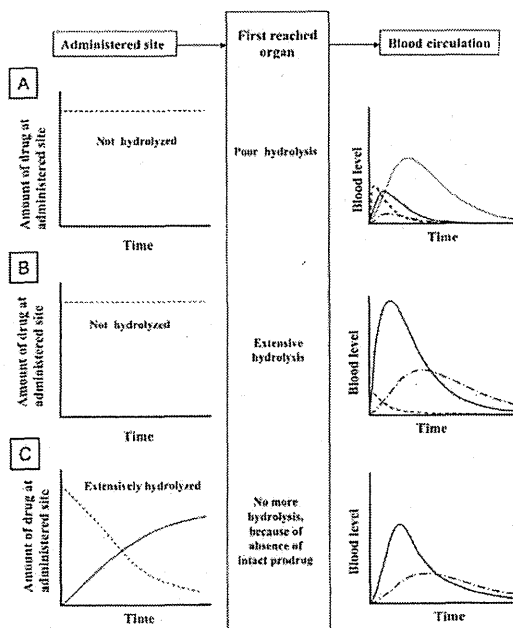 Administered site
First reached
organ
Blood circulation
A
Amount of drug at
administered site
Not hydrolyzed
Time
Poor hydrolysis
Blood level
Time
B
Amount of drug at
administered site
Not hydrolyzed
Time
Extensive
hydrolysis
Blood level
Time
C
Amount of drug at
administered site
Extensively hydrolyzed
Time
No more
hydrolysis,
because of
absence of
intact prodrug
Blood level
Time